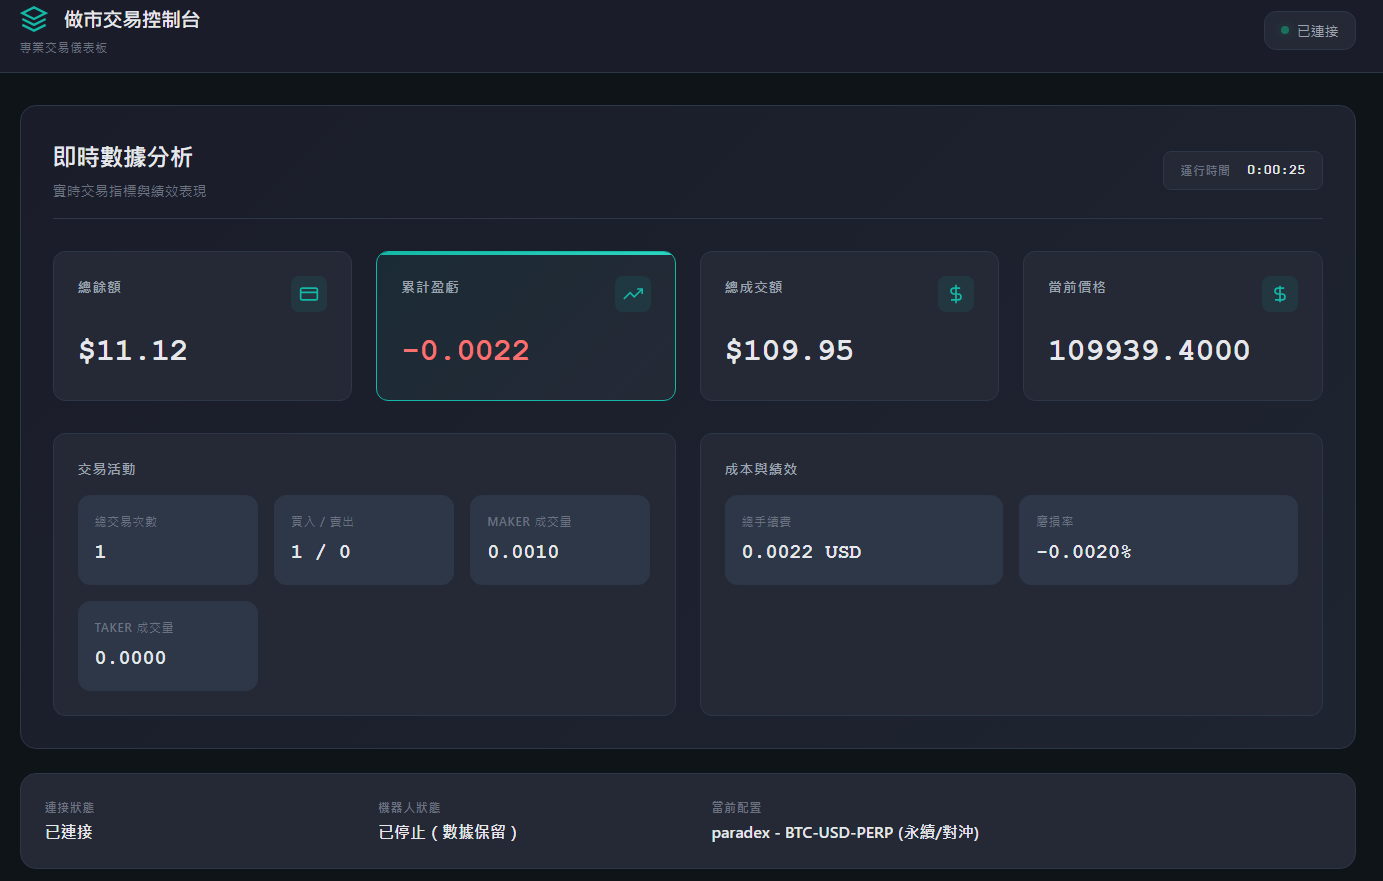 做市交易控制台
專業交易儀表板
已連接
即時數據分析
實時交易指標與績效表現
運行時間 0:00:25
總餘額
$11.12
累計盈虧
-0.0022
總成交額
$109.95
當前價格
109939.4000
交易活動
總交易次數
1
買入 / 賣出
1 / 0
MAKER 成交量
0.0010
TAKER 成交量
0.0000
成本與績效
總手續費
0.0022 USD
磨損率
-0.0020%
連接狀態
已連接
機器人狀態
已停止 ( 數據保留 )
當前配置
paradex - BTC-USD-PERP (永續/對沖)